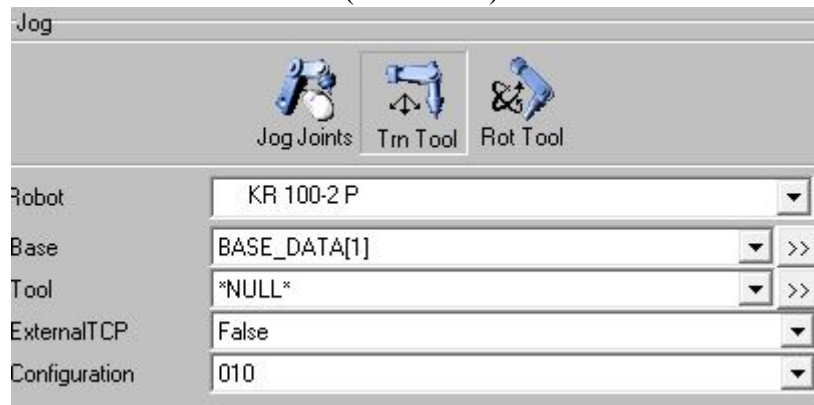 Jog
Jog Joints Trn Tool Rot Tool
Robot KR 100-2 P
Base BASE_DATA[1] >>
Tool *NULL* >>
ExternalTCP False
Configuration 010